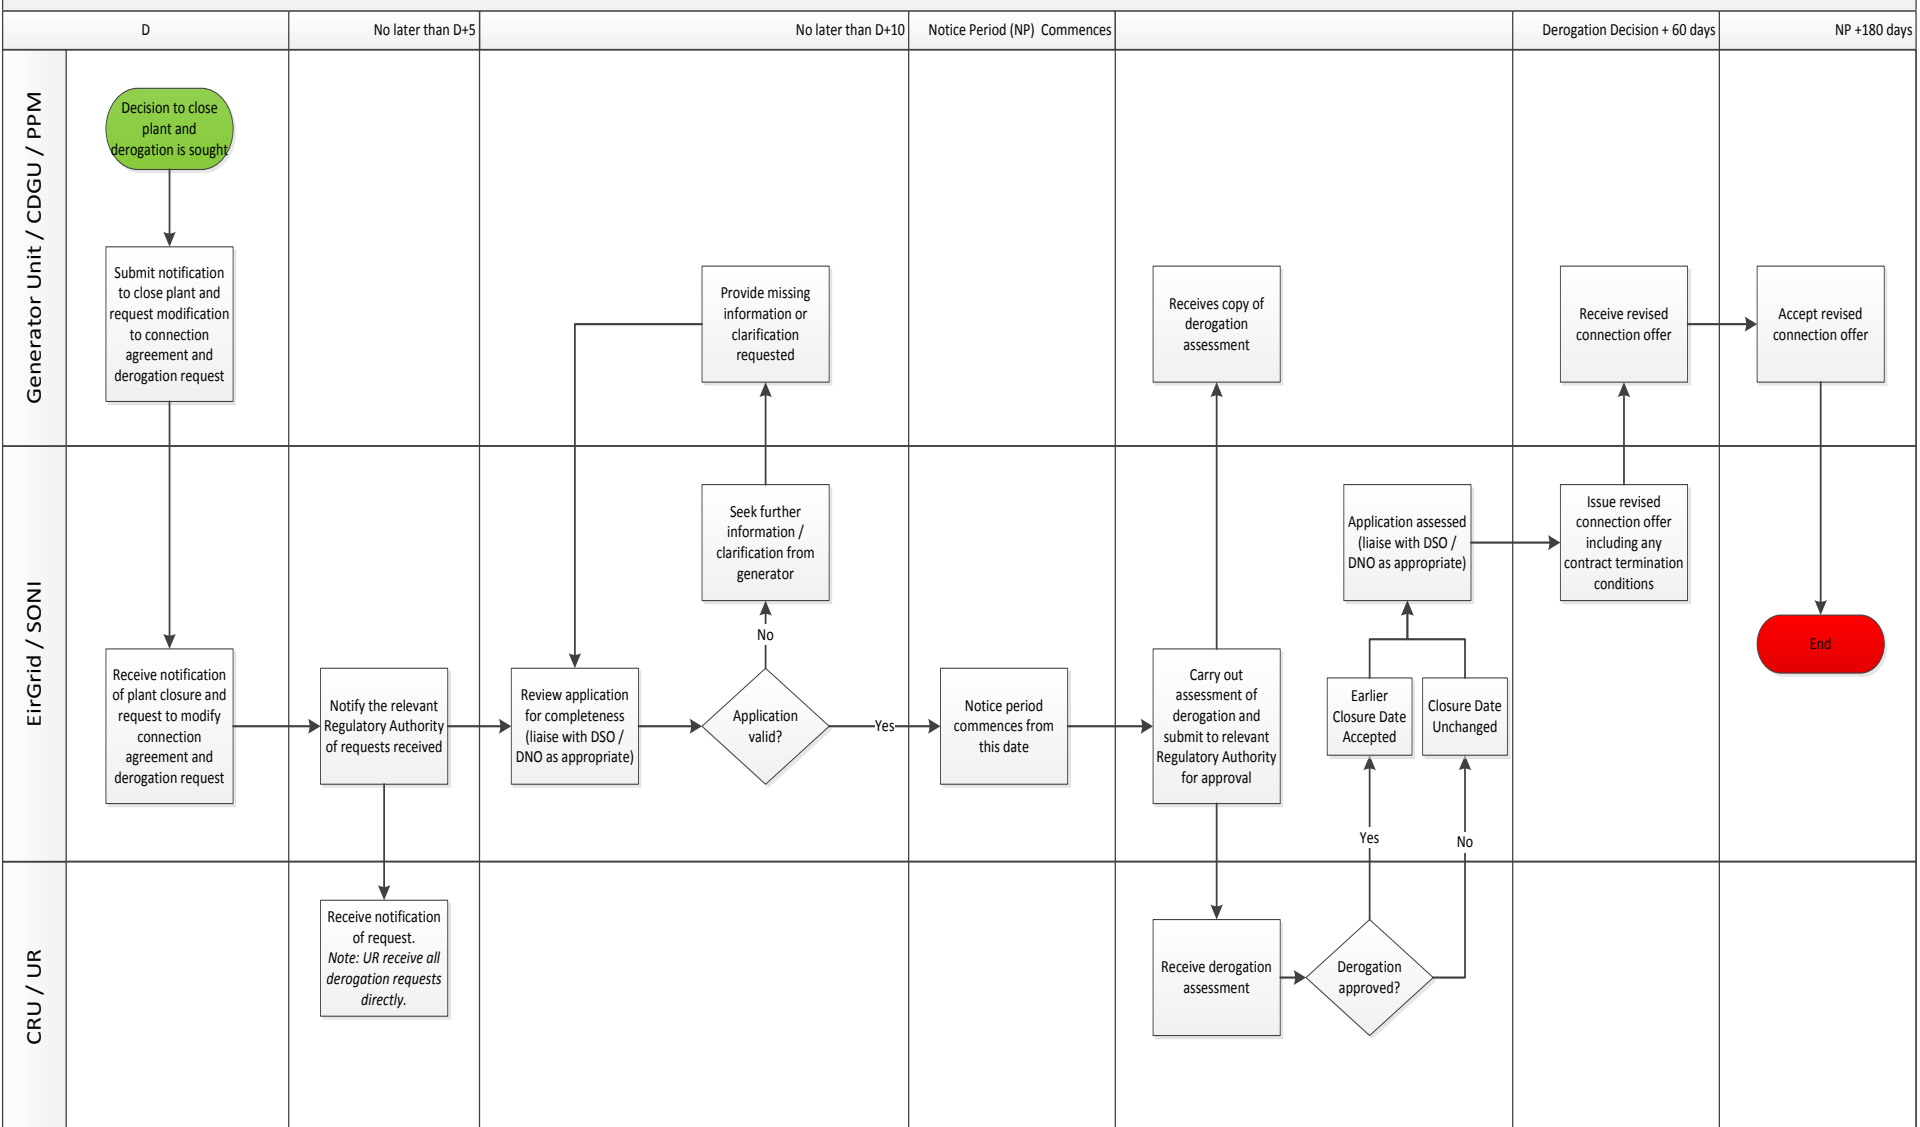 D
No later than D+5
No later than D+10
Notice Period (NP) Commences
Derogation Decision + 60 days
NP +180 days
Generator Unit / CDGU / PPM
Decision to close
plant and
derogation is sought
Submit notification
to close plant and
request modification
to connection
agreement and
derogation request
Provide missing
information or
clarification
requested
Receives copy of
derogation
assessment
Receive revised
connection offer
Accept revised
connection offer
EirGrid / SONI
Receive notification
of plant closure and
request to modify
connection
agreement and
derogation request
Notify the relevant
Regulatory Authority
of requests received
Review application
for completeness
(liaise with DSO /
DNO as appropriate)
Seek further
information /
clarification from
generator
No
Application
valid?
Yes
Notice period
commences from
this date
Carry out
assessment of
derogation and
submit to relevant
Regulatory Authority
for approval
Application assessed
(liaise with DSO /
DNO as appropriate)
Earlier
Closure Date
Accepted
Closure Date
Unchanged
Yes
No
Issue revised
connection offer
including any
contract termination
conditions
End
CRU / UR
Receive notification
of request.
Note: UR receive all
derogation requests
directly.
Receive derogation
assessment
Derogation
approved?